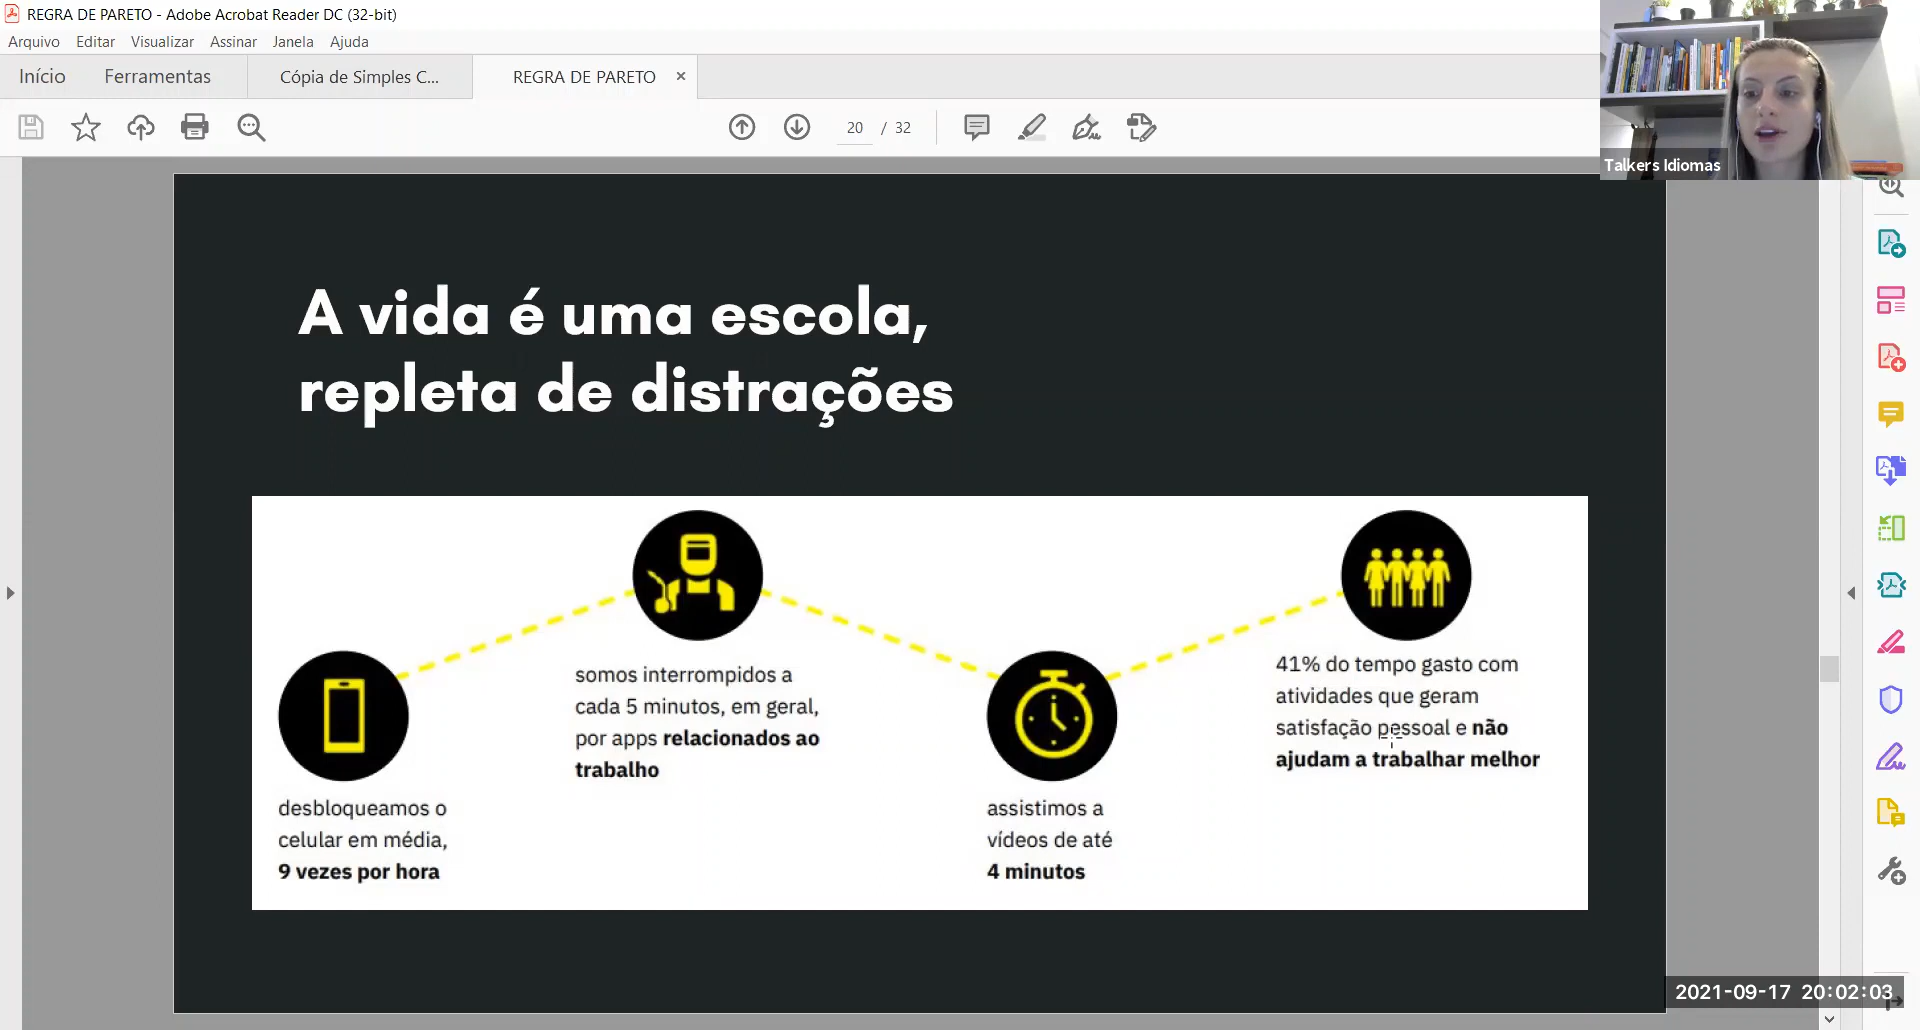 REGRA DE PARETO - Adobe Acrobat Reader DC (32-bit)
Arquivo Editar Visualizar Assinar Janela Ajuda
Início Ferramentas Cópia de Simples C... REGRA DE PARETO ×
20 / 32
Talkers Idiomas
A vida é uma escola,
repleta de distrações
desbloqueamos o
celular em média,
9 vezes por hora
somos interrompidos a
cada 5 minutos, em geral,
por apps relacionados ao
trabalho
assistimos a
vídeos de até
4 minutos
41% do tempo gasto com
atividades que geram
satisfação pessoal e não
ajudam a trabalhar melhor
2021-09-17 20:02:03